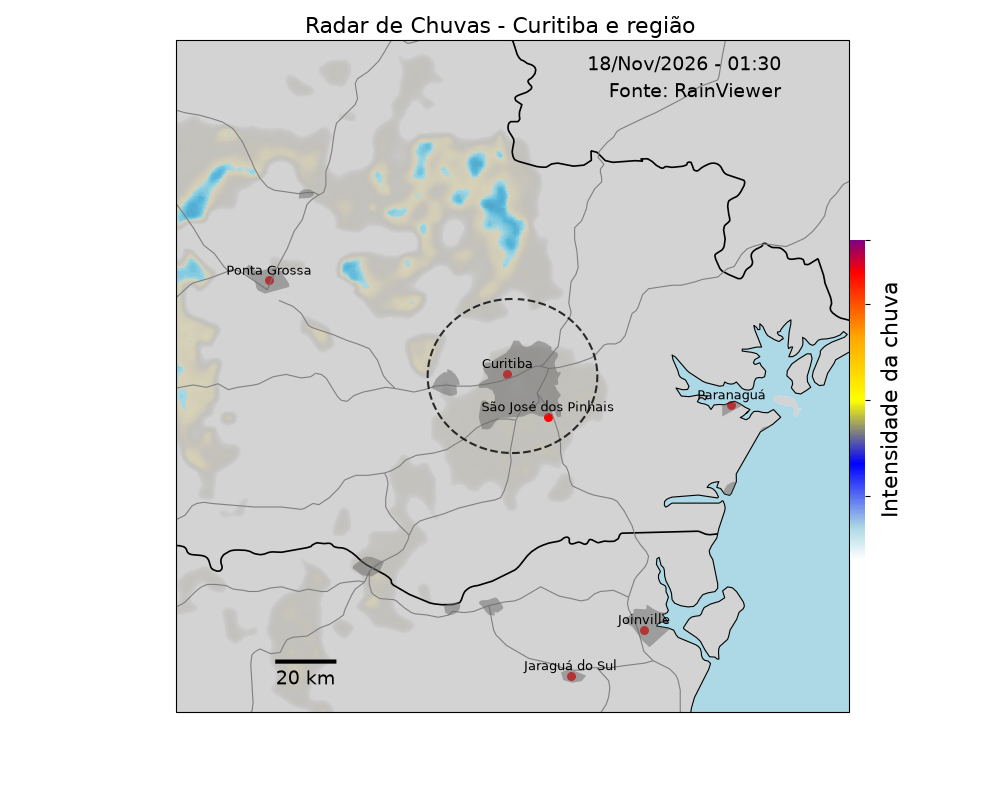 Radar de Chuvas - Curitiba e região
18/Nov/2026 - 01:30
Fonte: RainViewer
Ponta Grossa
Curitiba
Paranaguá
São José dos Pinhais
Joinville
Jaraguá do Sul
20 km
Intensidade da chuva